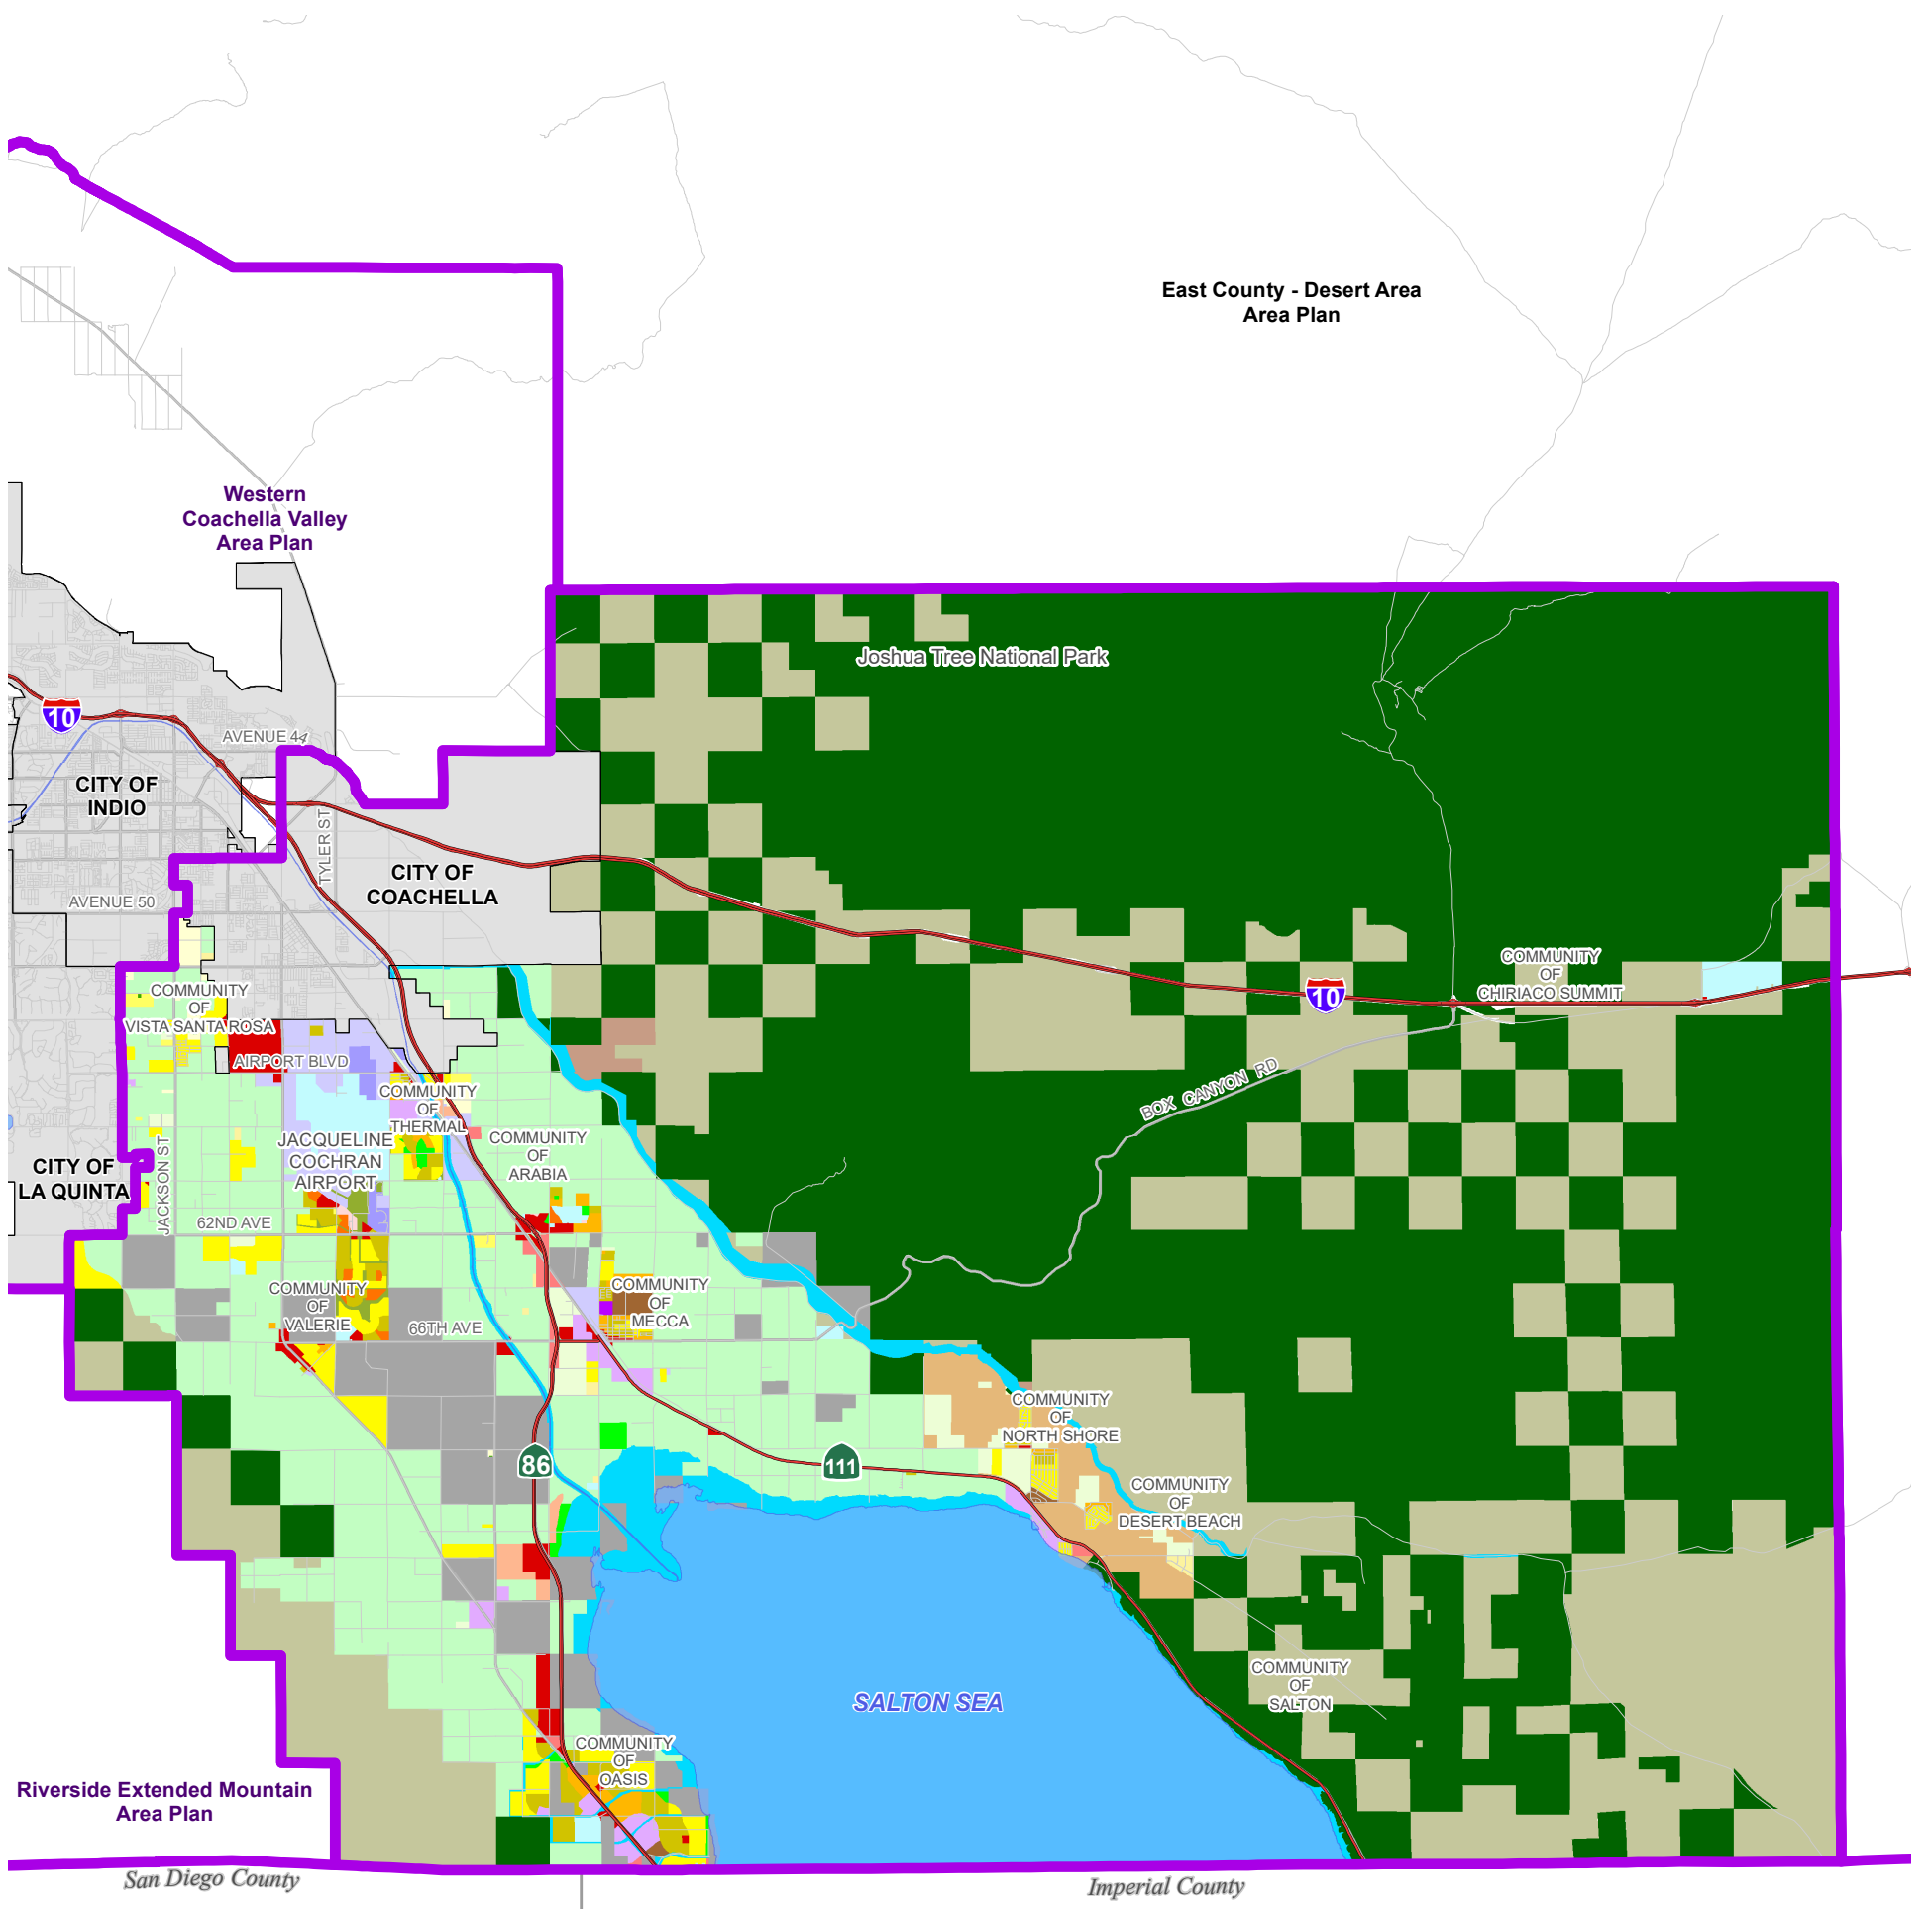 East County - Desert Area
Area Plan
Western
Coachella Valley
Area Plan
Joshua Tree National Park
10
AVENUE 44
CITY OF
INDIO
TYLER ST
CITY OF
COACHELLA
AVENUE 50
COMMUNITY
OF
CHIRIACO SUMMIT
10
COMMUNITY
OF
VISTA SANTA ROSA
AIRPORT BLVD
COMMUNITY
OF
THERMAL
BOX CANYON RD
JACQUELINE
COCHRAN
AIRPORT
COMMUNITY
OF
ARABIA
CITY OF
LA QUINTA
JACKSON ST
62ND AVE
COMMUNITY
OF
VALERIE
COMMUNITY
OF
MECCA
66TH AVE
COMMUNITY
OF
NORTH SHORE
86
111
COMMUNITY
OF
DESERT BEACH
COMMUNITY
OF
SALTON
SALTON SEA
COMMUNITY
OF
OASIS
Riverside Extended Mountain
Area Plan
San Diego County
Imperial County